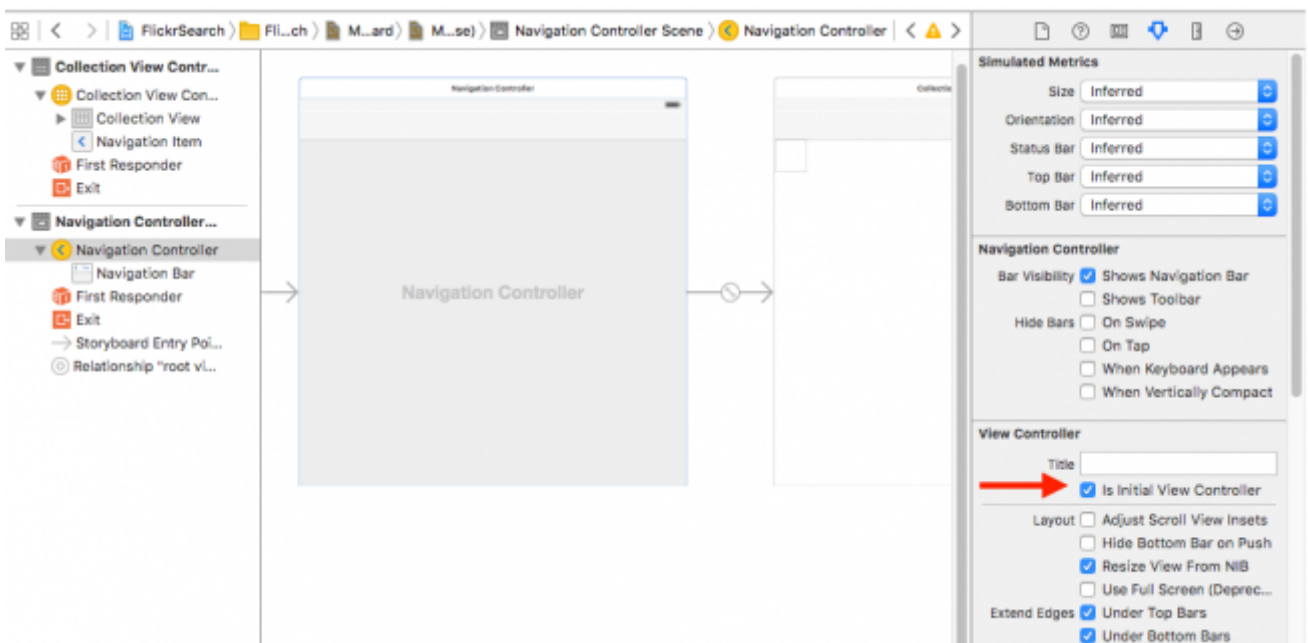 FlickrSearch Fli...ch M...ard M...se) Navigation Controller Scene Navigation Controller
Collection View Contr...
Collection View Con...
Collection View
Navigation Item
First Responder
Exit
Navigation Controller...
Navigation Controller
Navigation Bar
First Responder
Exit
Storyboard Entry Poi...
Relationship "root vi...
Navigation Controller
Navigation Controller
Collectio
Simulated Metrics
Size Inferred
Orientation Inferred
Status Bar Inferred
Top Bar Inferred
Bottom Bar Inferred
Navigation Controller
Bar Visibility Shows Navigation Bar
Shows Toolbar
Hide Bars On Swipe
On Tap
When Keyboard Appears
When Vertically Compact
View Controller
Title
Is Initial View Controller
Layout Adjust Scroll View Insets
Hide Bottom Bar on Push
Resize View From NIB
Use Full Screen (Deprec...
Extend Edges Under Top Bars
Under Bottom Bars